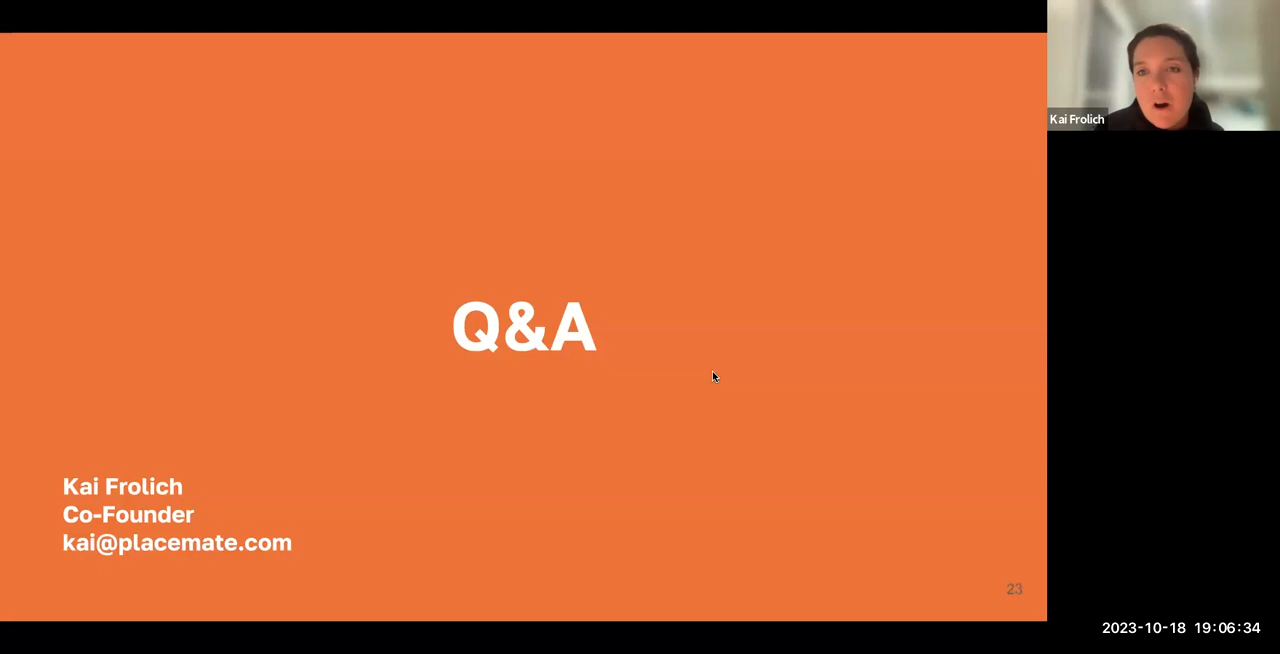 Kai Frolich
Q&A
Kai Frolich
Co-Founder
kai@placemate.com
23
2023-10-18 19:06:34